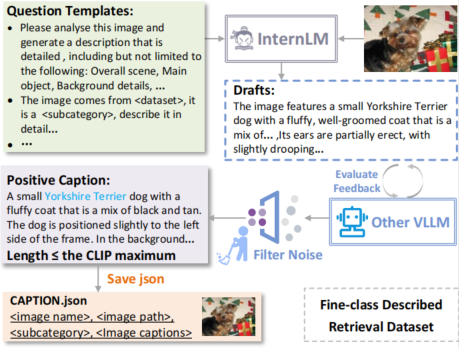 Question Templates:
• Please analyse this image and
generate a description that is
detailed , including but not limited to
the following: Overall scene, Main
object, Background details, ...
• The image comes from <dataset>, it
is a <subcategory>, describe it in
detail...
• ...
InternLM
Drafts:
The image features a small Yorkshire Terrier
dog with a fluffy, well-groomed coat that is a
mix of... ,Its ears are partially erect, with
slightly drooping...
Evaluate
Feedback
Other VLLM
Filter Noise
Positive Caption:
A small Yorkshire Terrier dog with a
fluffy coat that is a mix of black and tan.
The dog is positioned slightly to the left
side of the frame. In the background...
Length ≤ the CLIP maximum
Save json
CAPTION.json
<image name>, <image path>,
<subcategory>, <Image captions>
Fine-class Described
Retrieval Dataset